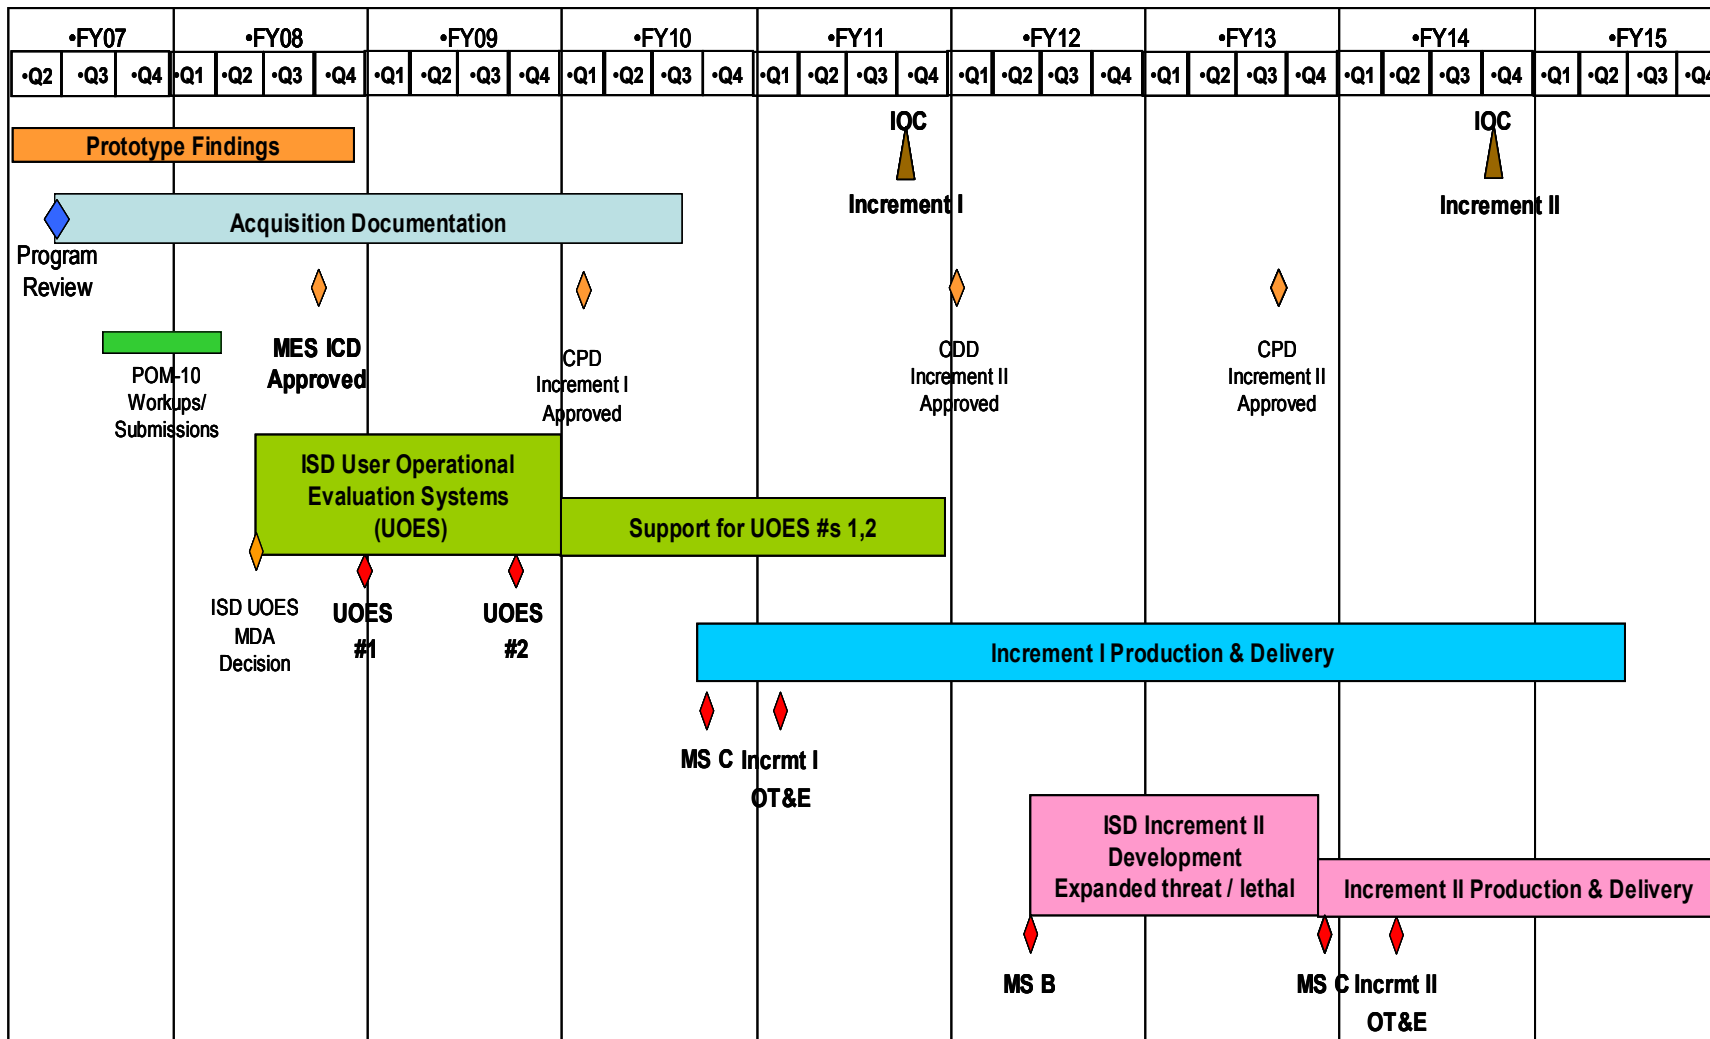 •FY07 •FY08 •FY09 •FY10 •FY11 •FY12 •FY13 •FY14 •FY15
•Q2 •Q3 •Q4 •Q1 •Q2 •Q3 •Q4 •Q1 •Q2 •Q3 •Q4 •Q1 •Q2 •Q3 •Q4 •Q1 •Q2 •Q3 •Q4 •Q1 •Q2 •Q3 •Q4 •Q1 •Q2 •Q3 •Q4 •Q1 •Q2 •Q3 •Q4 •Q1 •Q2 •Q3 •Q4
IOC
IOC
Prototype Findings
Increment I
Increment II
Acquisition Documentation
Program
Review
MES ICD
Approved
CPD
Increment I
Approved
CDD
Increment II
Approved
CPD
Increment II
Approved
POM-10
Workups/
Submissions
ISD User Operational
Evaluation Systems
(UOES)
Support for UOES #s 1,2
ISD UOES
MDA
Decision
UOES
#1
UOES
#2
Increment I Production & Delivery
MS C Incrmt I
OT&E
ISD Increment II
Development
Expanded threat / lethal
Increment II Production & Delivery
MS B
MS C Incrmt II
OT&E